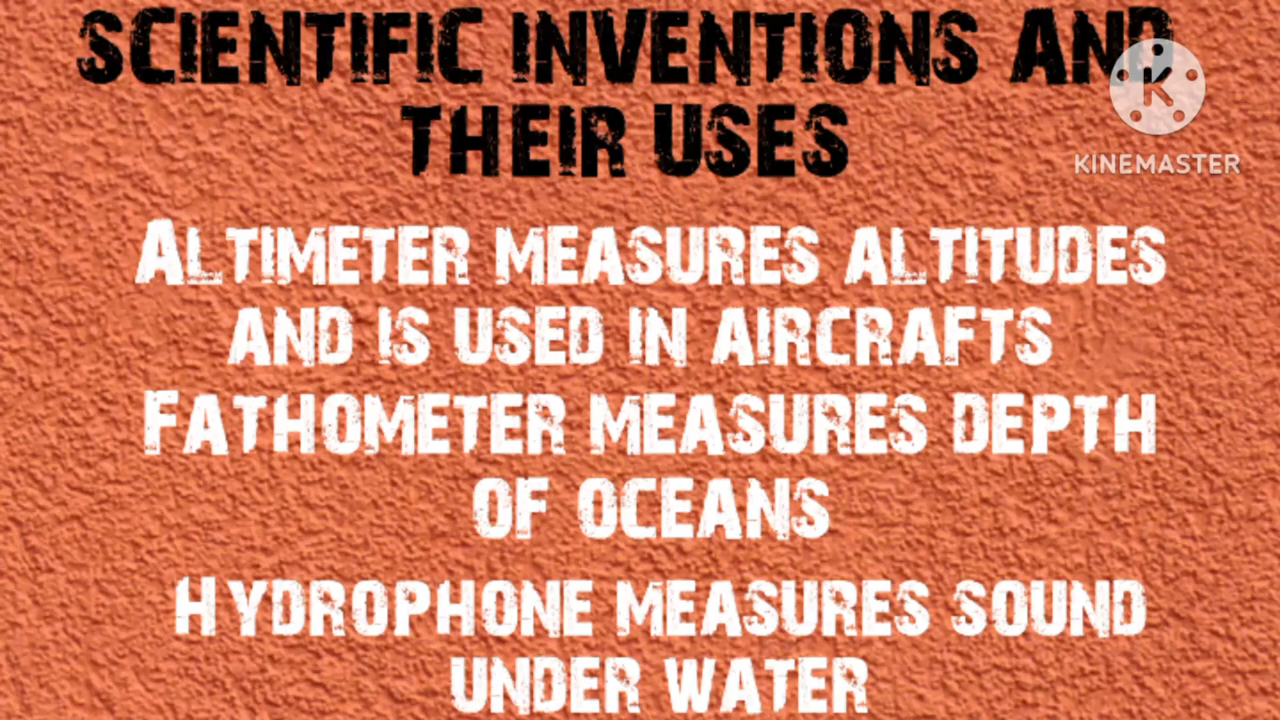 SCIENTIFIC INVENTIONS AND
THEIR USES
K
KINEMASTER
ALTIMETER MEASURES ALTITUDES
AND IS USED IN AIRCRAFTS
FATHOMETER MEASURES DEPTH
OF OCEANS
HYDROPHONE MEASURES SOUND
UNDER WATER